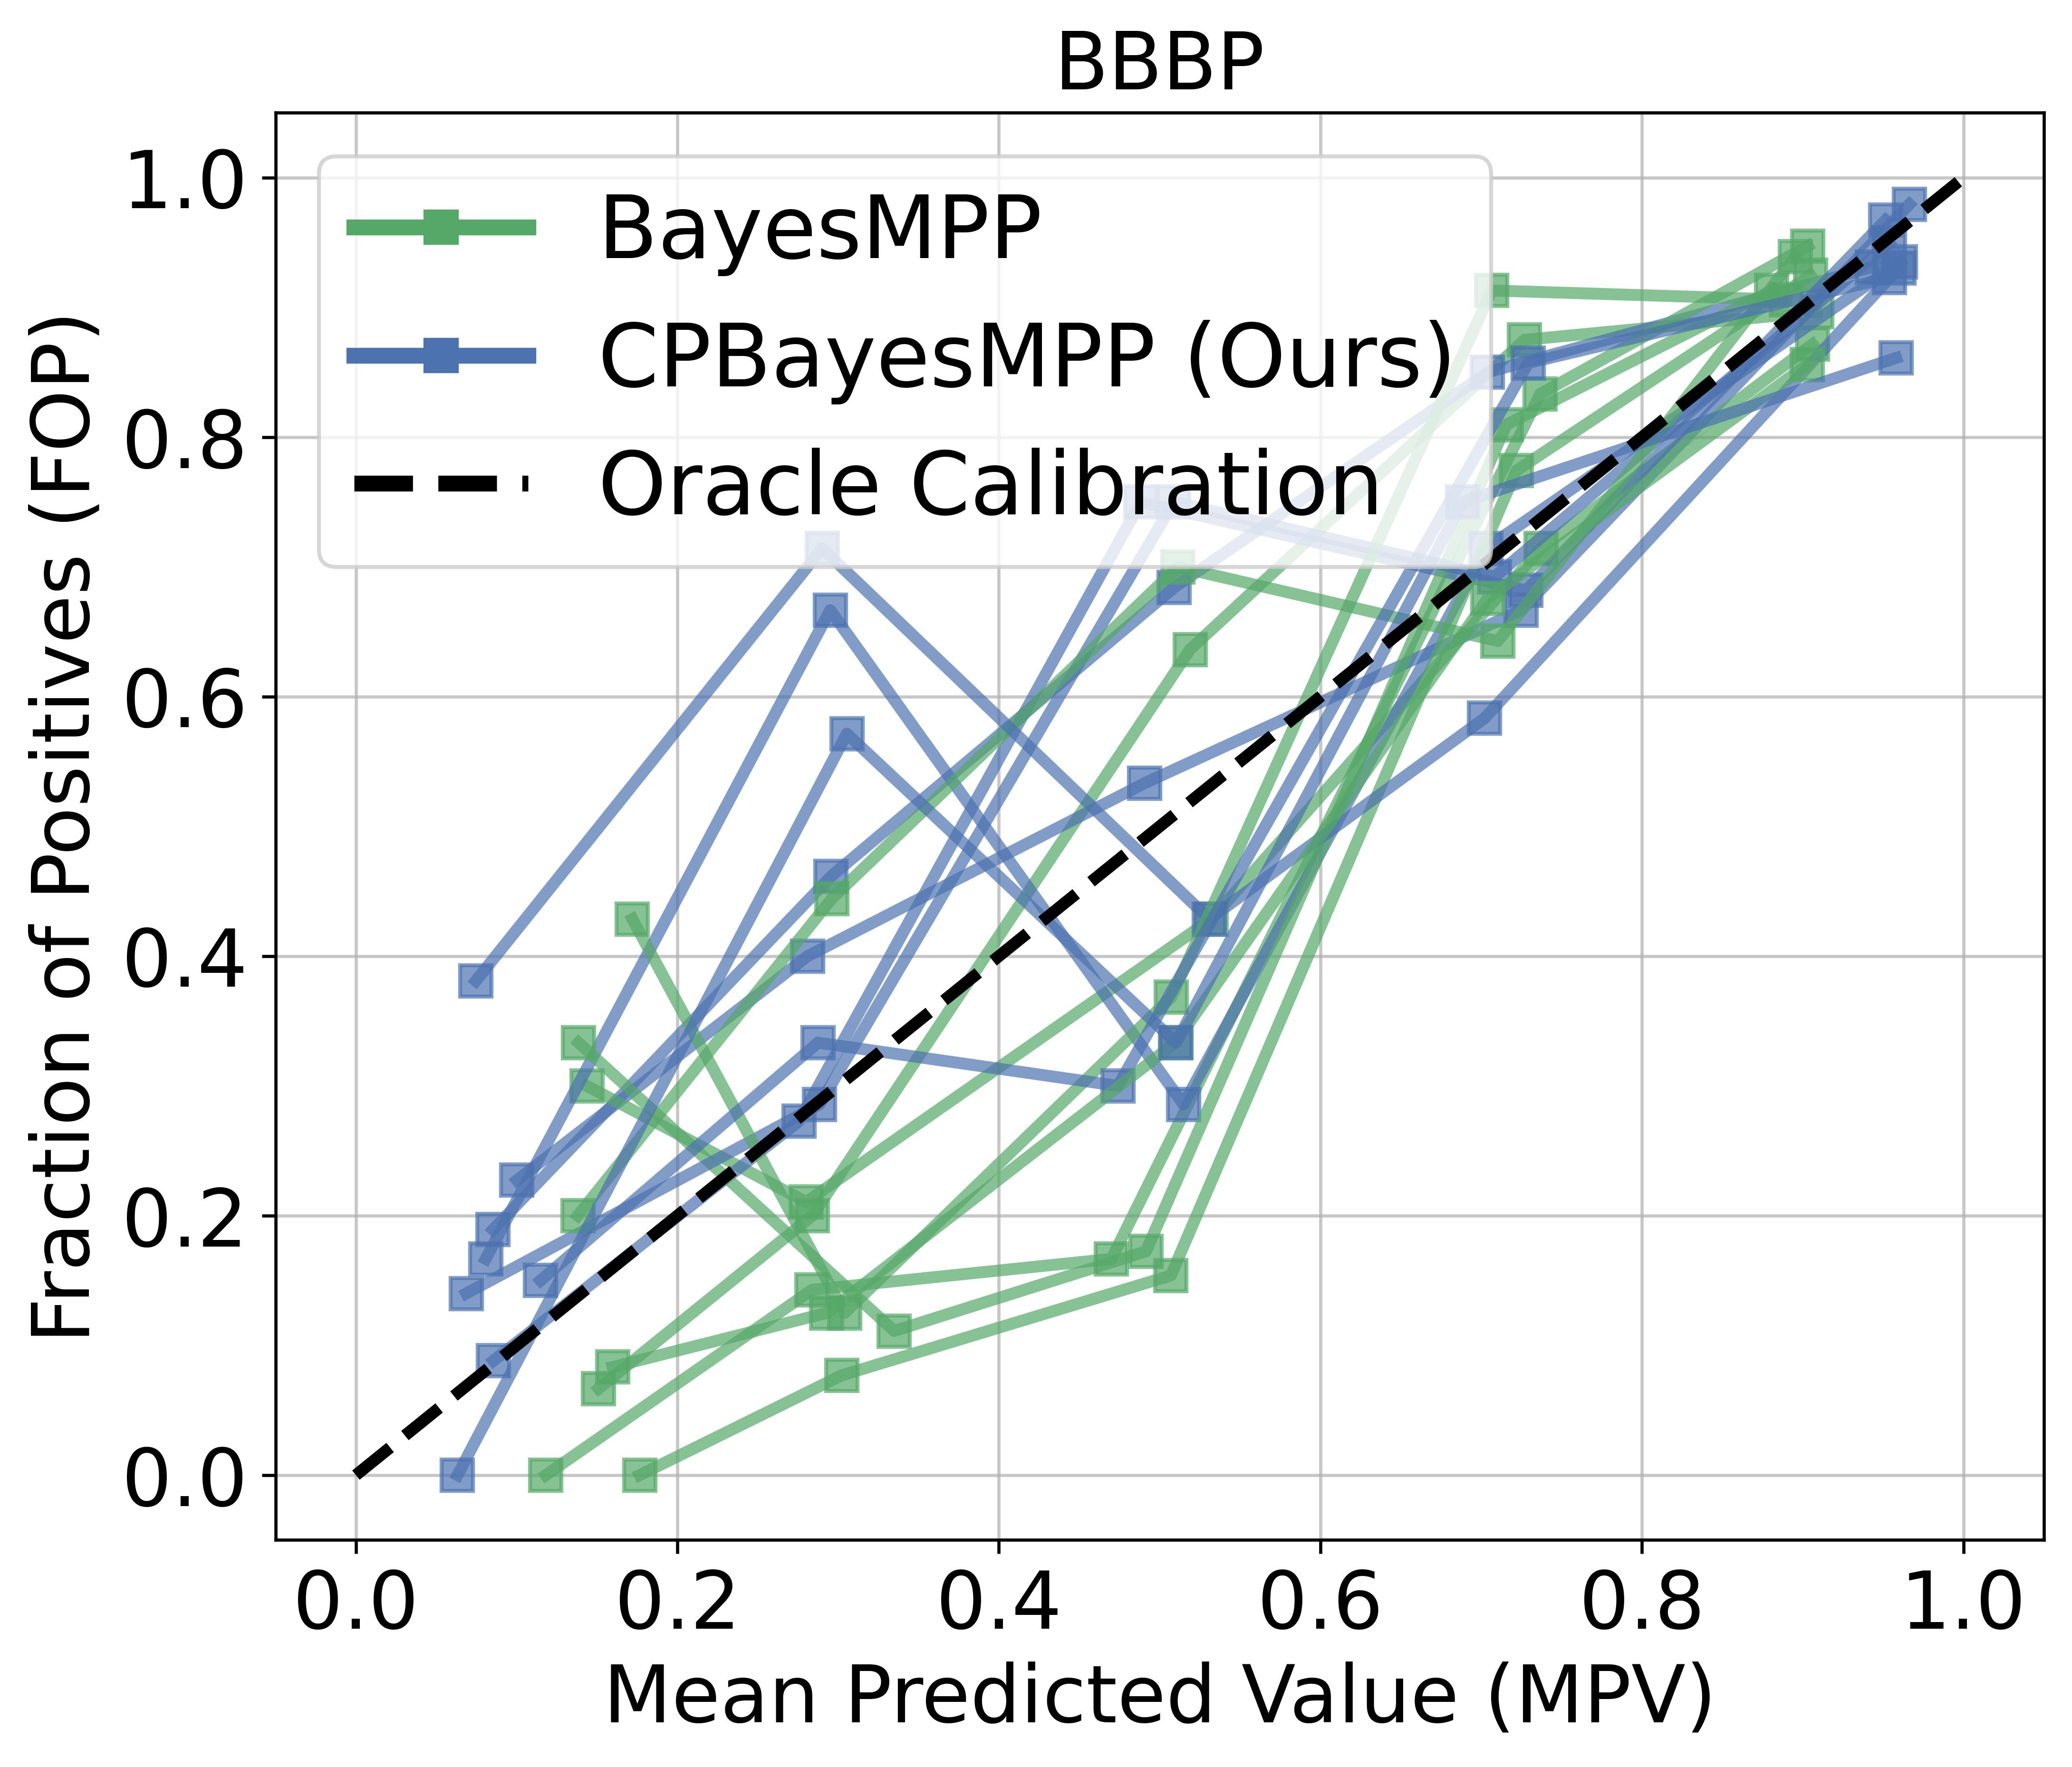 BBBP
BayesMPP
CPBayesMPP (Ours)
Oracle Calibration
Fraction of Positives (FOP)
1.0
0.8
0.6
0.4
0.2
0.0
0.0 0.2 0.4 0.6 0.8 1.0
Mean Predicted Value (MPV)